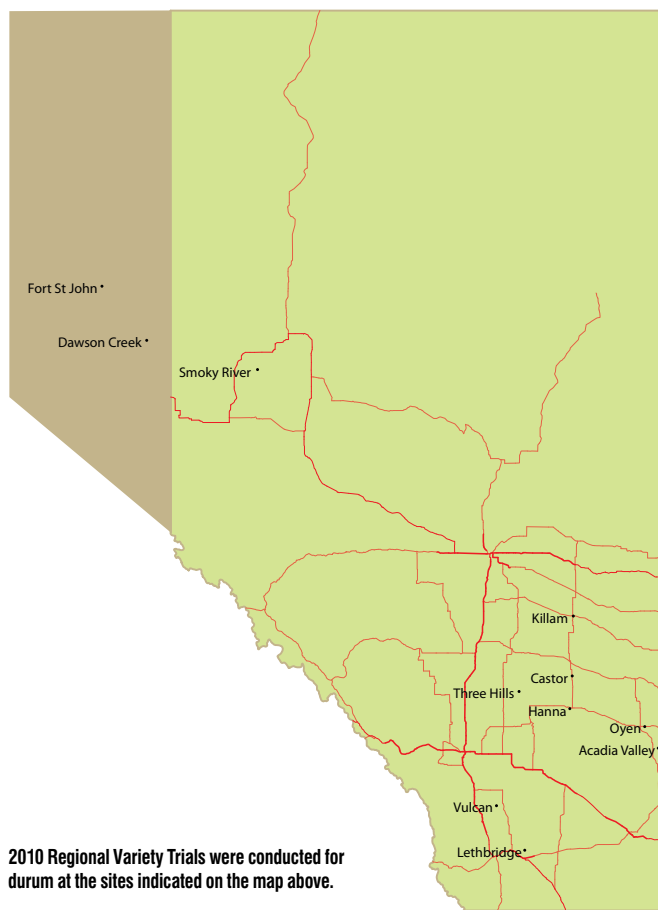 Fort St John
Dawson Creek
Smoky River
Killam
Castor
Three Hills
Hanna
Oyen
Acadia Valley
Vulcan
Lethbridge
2010 Regional Variety Trials were conducted for
durum at the sites indicated on the map above.